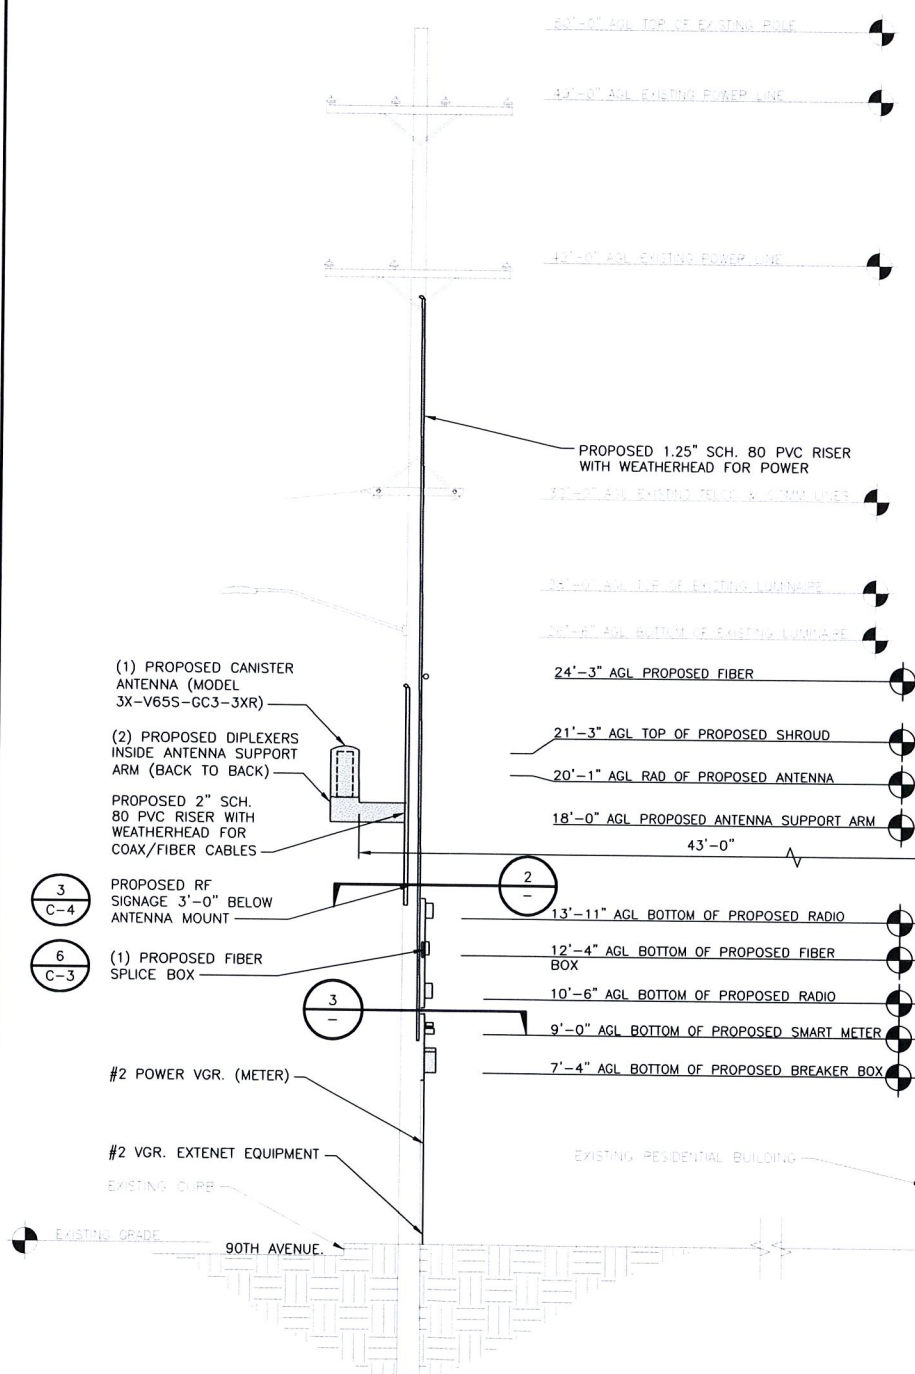 AGL TOP OF EXISTING POLE
AGL EXISTING POWER LINE
AGL EXISTING POWER LINE
PROPOSED 1.25" SCH. 80 PVC RISER
WITH WEATHERHEAD FOR POWER
AGL EXISTING TELCO & COMM LINES
AGL TOP OF EXISTING LUMINAIRE
AGL BOTTOM OF EXISTING LUMINAIRE
(1) PROPOSED CANISTER
ANTENNA (MODEL
3X-V65S-GC3-3XR)
24'-3" AGL PROPOSED FIBER
(2) PROPOSED DIPLEXERS
INSIDE ANTENNA SUPPORT
ARM (BACK TO BACK)
21'-3" AGL TOP OF PROPOSED SHROUD
20'-1" AGL RAD OF PROPOSED ANTENNA
PROPOSED 2" SCH.
80 PVC RISER WITH
WEATHERHEAD FOR
COAX/FIBER CABLES
18'-0" AGL PROPOSED ANTENNA SUPPORT ARM
43'-0"
3
C-4
PROPOSED RF
SIGNAGE 3'-0" BELOW
ANTENNA MOUNT
2
-
13'-11" AGL BOTTOM OF PROPOSED RADIO
6
C-3
(1) PROPOSED FIBER
SPLICE BOX
12'-4" AGL BOTTOM OF PROPOSED FIBER
BOX
3
-
10'-6" AGL BOTTOM OF PROPOSED RADIO
9'-0" AGL BOTTOM OF PROPOSED SMART METER
7'-4" AGL BOTTOM OF PROPOSED BREAKER BOX
#2 POWER VGR. (METER)
#2 VGR. EXTENET EQUIPMENT
EXISTING RESIDENTIAL BUILDING
EXISTING CURB
EXISTING GRADE
90TH AVENUE.